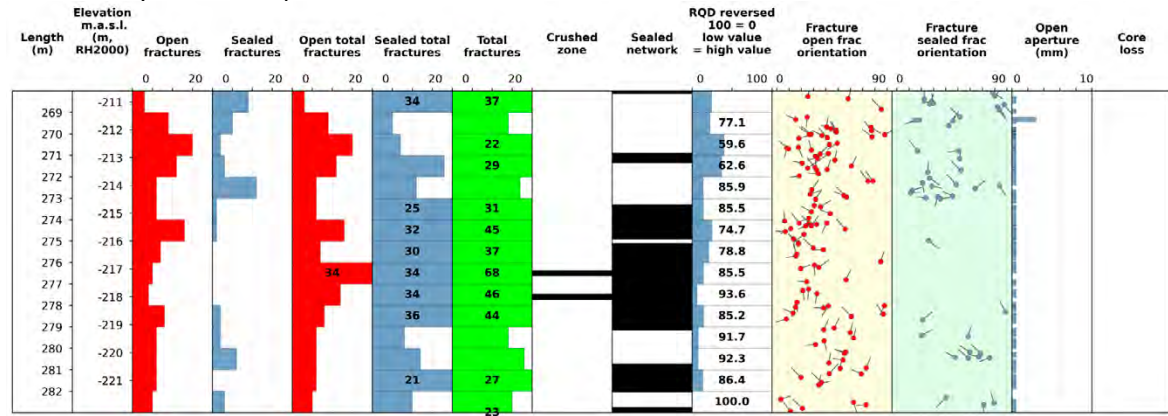 Length (m)
Elevation m.a.s.l. (m, RH2000)
Open fractures
Sealed fractures
Open total fractures
Sealed total fractures
Total fractures
Crushed zone
Sealed network
RQD reversed 100 = 0 low value = high value
Fracture open frac orientation
Fracture sealed frac orientation
Open aperture (mm)
Core loss
0 20 0 20 0 20 0 20 0 20 0 100 0 90 0 90 0 10
-211 34 37
269 77.1
-212
270 22 59.6
271 -213 29 62.6
272 85.9
-214
273 25 31 85.5
274 -215 32 45 74.7
275 -216 30 37 78.8
276 -217 34 34 68 85.5
277 34 46 93.6
-218
278 36 44 85.2
-219
279 91.7
280 -220 92.3
281 21 27 86.4
-221
282 100.0
23